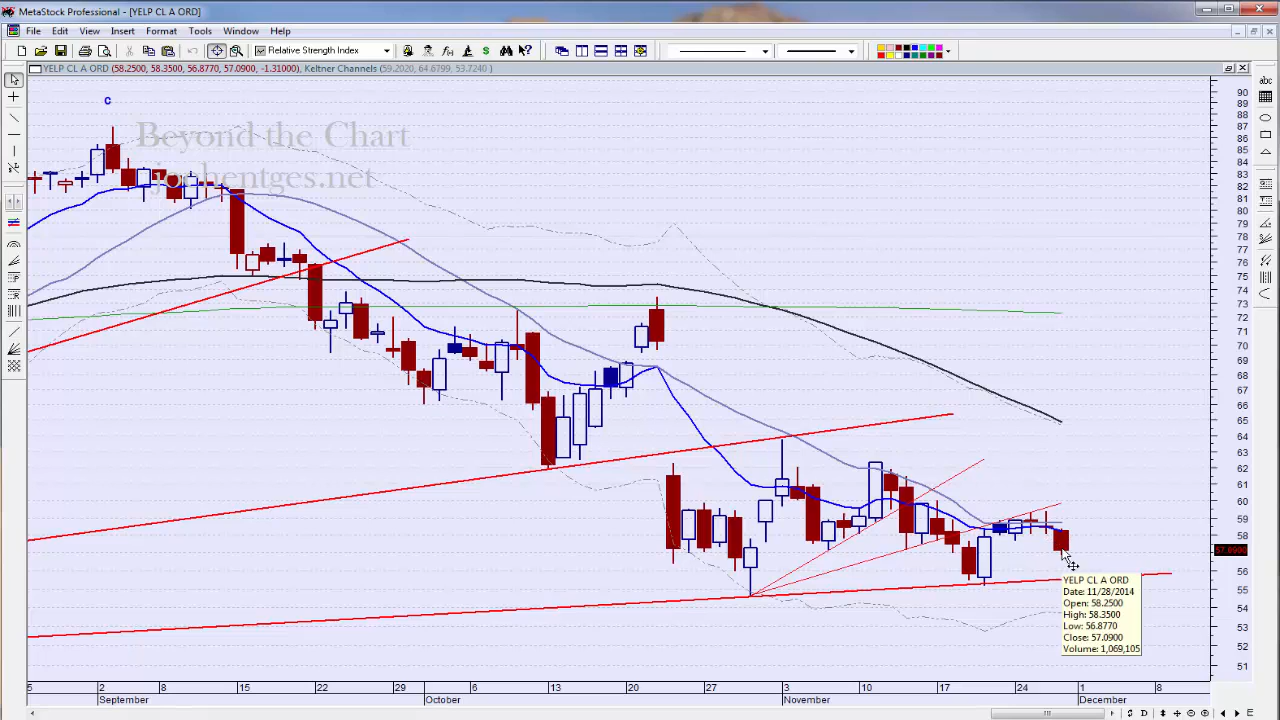 MetaStock Professional - [YELP CL A ORD]
File Edit View Insert Format Tools Window Help
Relative Strength Index
YELP CL A ORD (58.2500, 58.3500, 56.8770, 57.0900, -1.31000) Keltner Channels (59.2020, 64.6799, 53.7240 )
abc
C
Beyond the Chart
joehentges.net
90
89
88
87
86
85
84
83
82
81
80
79
78
77
76
75
74
73
72
71
70
69
68
67
66
65
64
63
62
61
60
59
58
57.0900
56
55
54
53
52
51
YELP CL A ORD
Date: 11/28/2014
Open: 58.2500
High: 58.3500
Low: 56.8770
Close: 57.0900
Volume: 1,069,105
5 2 8 15 22 29 6 13 20 27 3 10 17 24 1 8
September October November December
D E